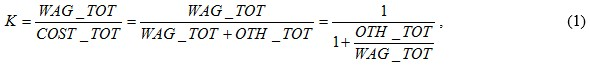 K = WAG_TOT / COST_TOT = WAG_TOT / (WAG_TOT + OTH_TOT) = 1 / (1 + OTH_TOT / WAG_TOT), (1)